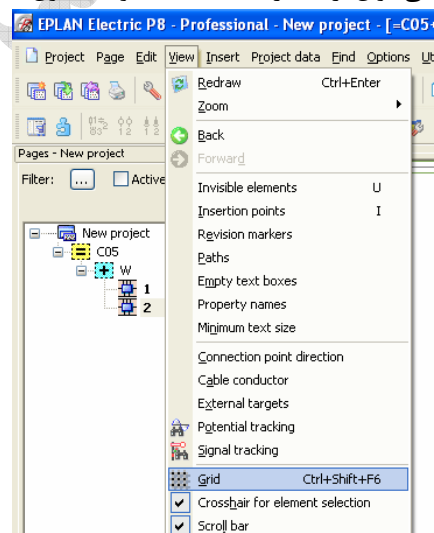 EPLAN Electric P8 - Professional - New project - [=C05+
Project Page Edit View Insert Project data Find Options
Redraw Ctrl+Enter
Zoom
Back
Forward
Pages - New project
Filter: ... Active
Invisible elements U
Insertion points I
Revision markers
Paths
Empty text boxes
Property names
Minimum text size
New project
C05
W
1
2
Connection point direction
Cable conductor
External targets
Potential tracking
Signal tracking
Grid Ctrl+Shift+F6
Crosshair for element selection
Scroll bar